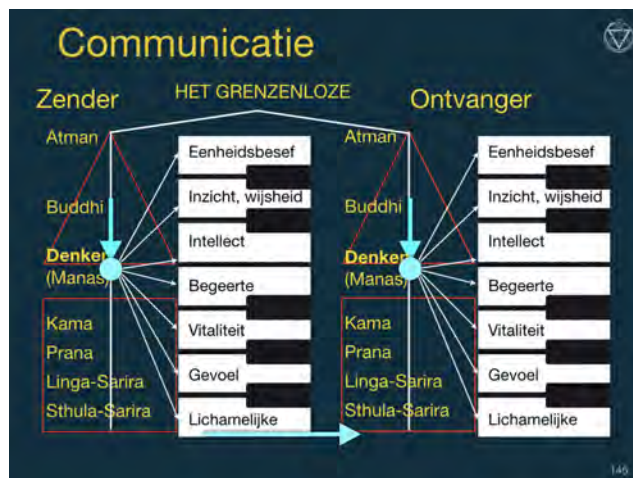 Communicatie
HET GRENZENLOZE
Zender
Atman
Buddhi
Denker
(Manas)
Kama
Prana
Linga-Sarira
Sthula-Sarira
Eenheidsbesef
Inzicht, wijsheid
Intellect
Begeerte
Vitaliteit
Gevoel
Lichamelijke
Ontvanger
Atman
Buddhi
Denker
(Manas)
Kama
Prana
Linga-Sarira
Sthula-Sarira
Eenheidsbesef
Inzicht, wijsheid
Intellect
Begeerte
Vitaliteit
Gevoel
Lichamelijke
146